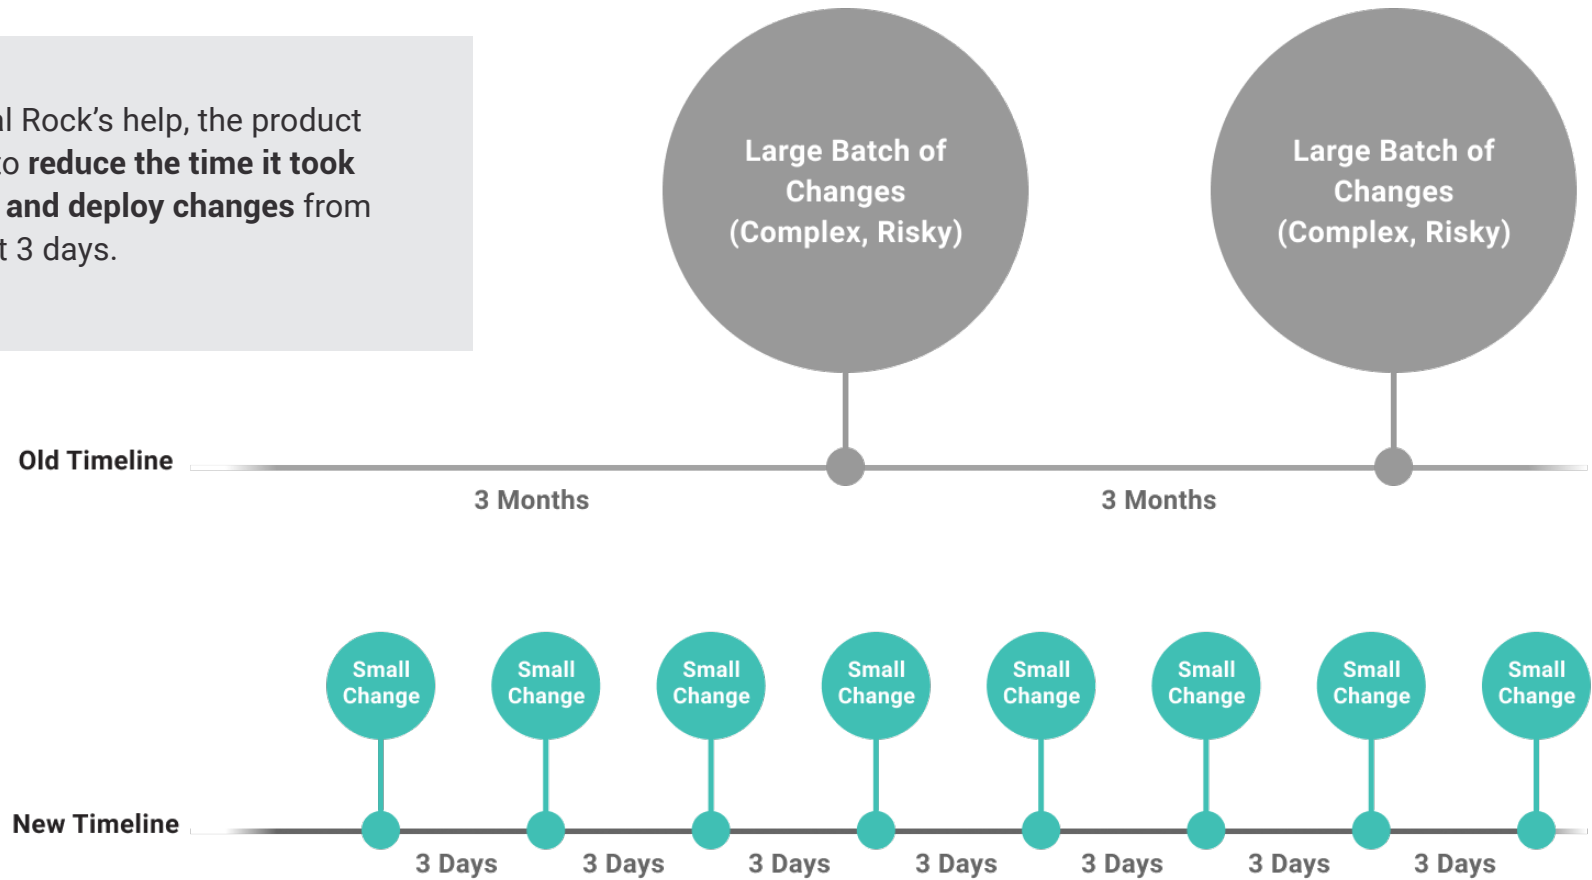 al Rock’s help, the product
to reduce the time it took
and deploy changes from
t 3 days.
Large Batch of
Changes
(Complex, Risky)
Large Batch of
Changes
(Complex, Risky)
Old Timeline
3 Months
3 Months
Small
Change
Small
Change
Small
Change
Small
Change
Small
Change
Small
Change
Small
Change
Small
Change
New Timeline
3 Days
3 Days
3 Days
3 Days
3 Days
3 Days
3 Days